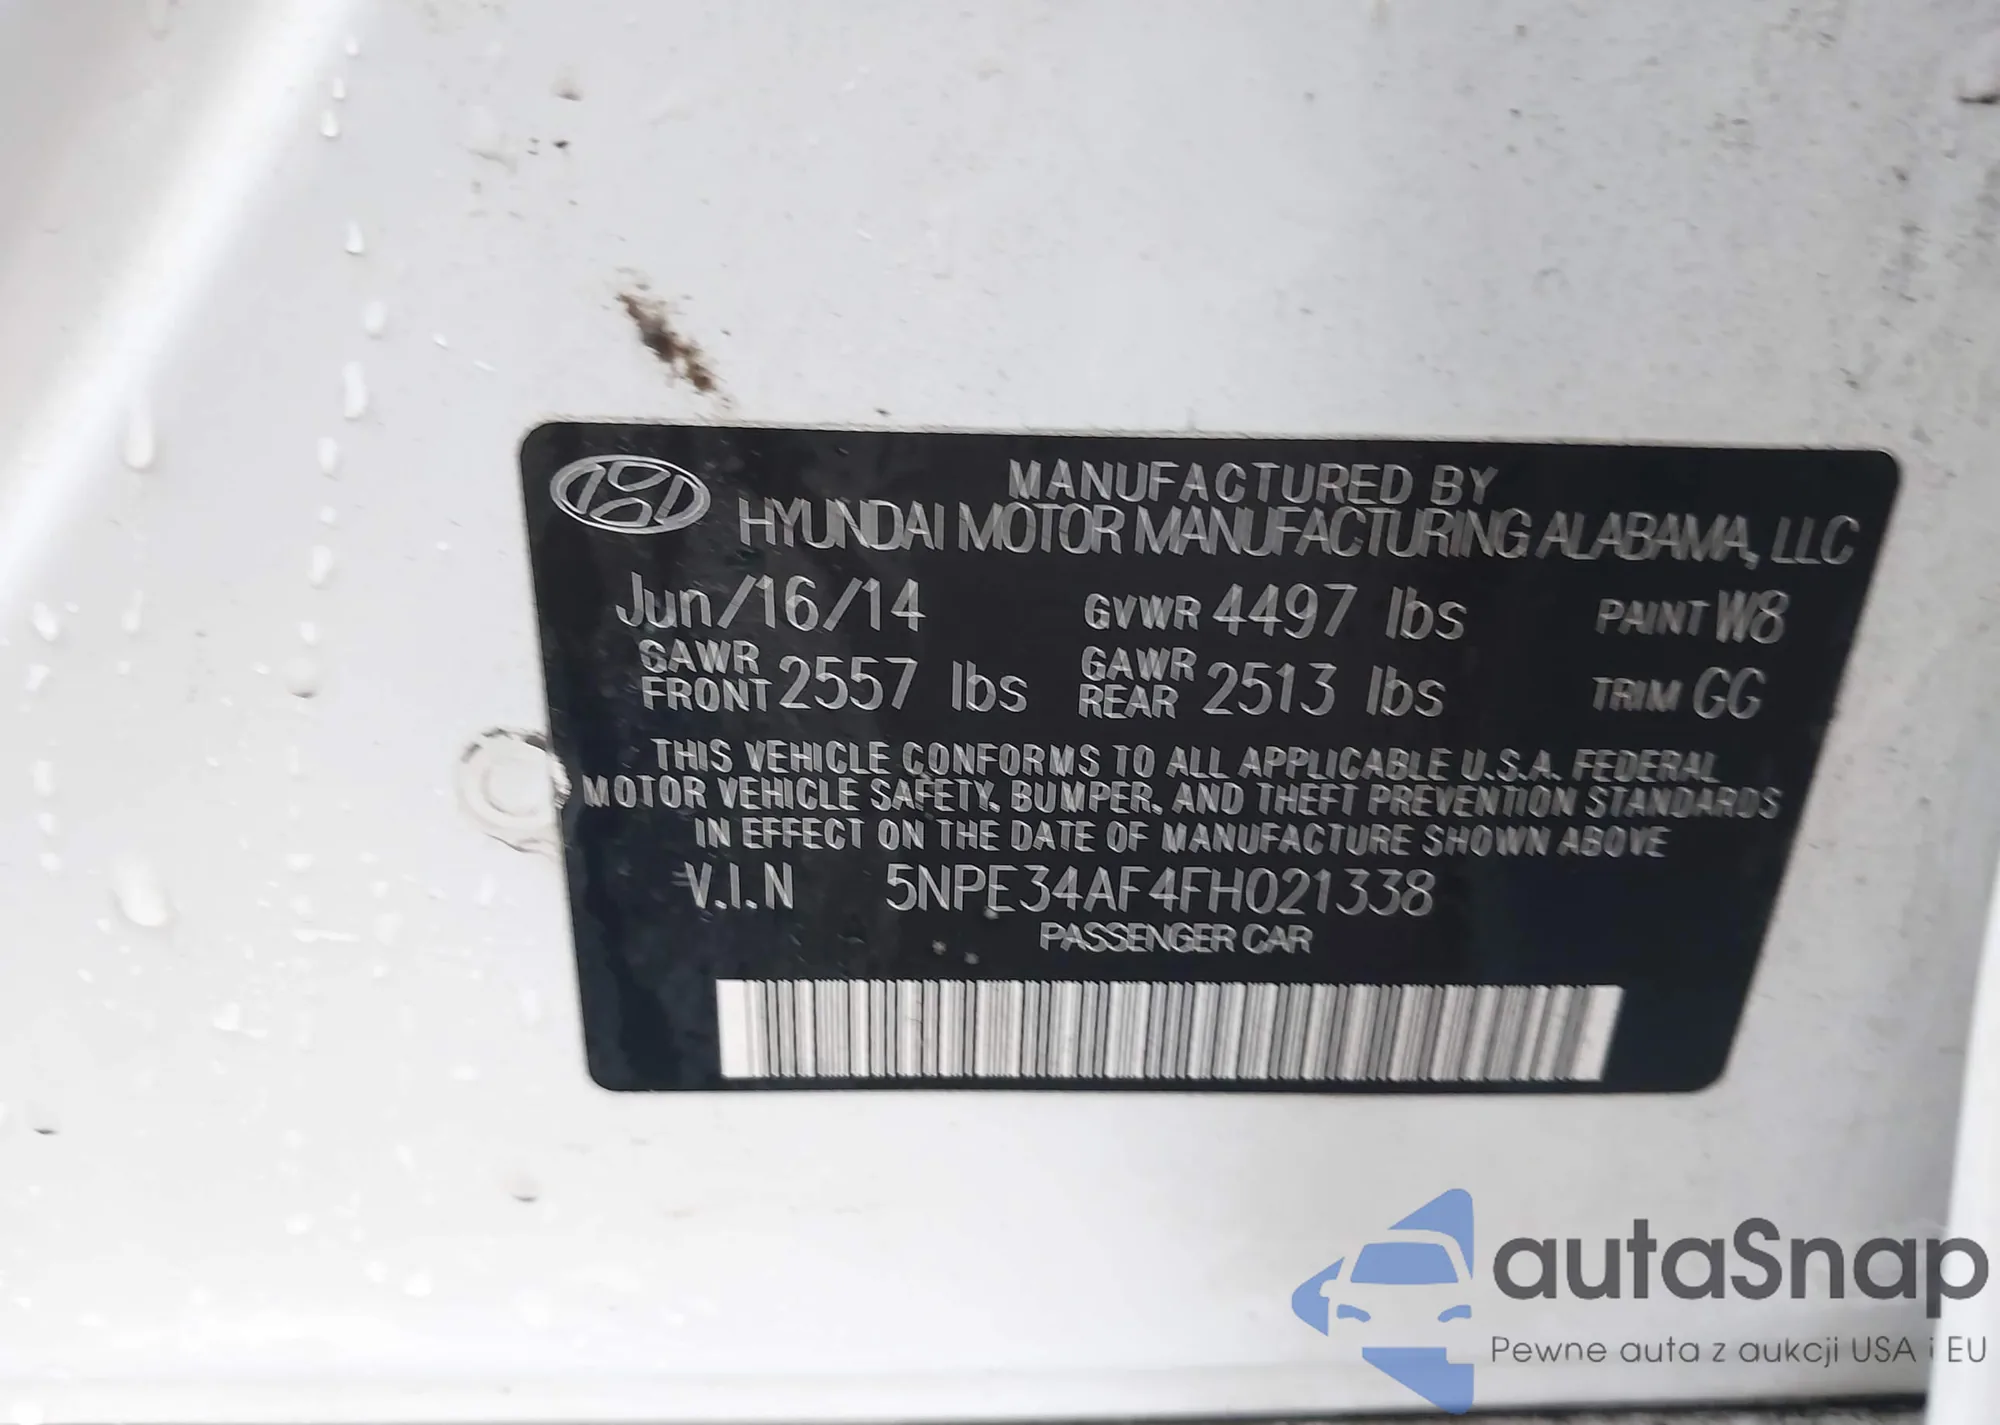 MANUFACTURED BY
HYUNDAI MOTOR MANUFACTURING ALABAMA, LLC
Jun/16/14 GVWR 4497 lbs PAINT W8
GAWR FRONT 2557 lbs GAWR REAR 2513 lbs TRIM GG
THIS VEHICLE CONFORMS TO ALL APPLICABLE U.S.A. FEDERAL
MOTOR VEHICLE SAFETY, BUMPER, AND THEFT PREVENTION STANDARDS
IN EFFECT ON THE DATE OF MANUFACTURE SHOWN ABOVE
V.I.N 5NPE34AF4FH021338
PASSENGER CAR
autaSnap
Pewne auta z aukcji USA i EU